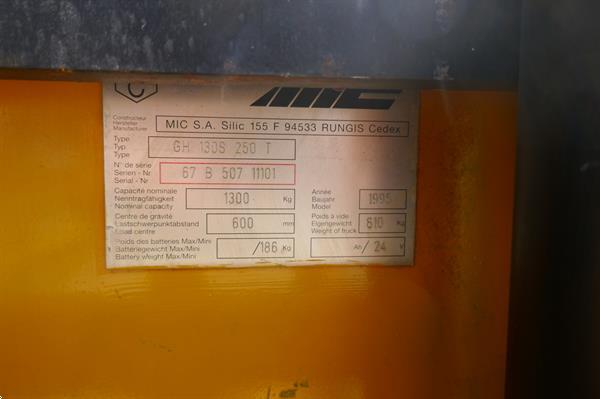 C
MIC
Constructeur
Hersteller
Manufacturer
MIC S.A. Silic 155 F 94533 RUNGIS Cedex
Type
Typ
Type
GH 130S 250 T
N° de série
Serien - Nr
Serial - Nr
67 B 507 11101
Capacité nominale
Nenntragfähigkeit
Nominal capacity
1300 Kg
Année
Baujahr
Model
1995
Centre de gravité
Lastschwerpunktabstand
Load centre
600 mm
Poids à vide
Eigengewicht
Weight of truck
610 Kg
Poids des batteries Max/Mini
Batteriegewicht Max/Mini
Battery weight Max/Mini
/186 Kg
Ah / 24 V